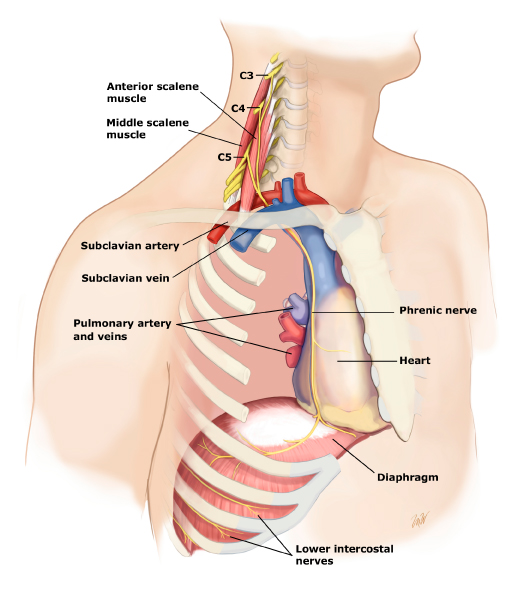 C3
Anterior scalene
muscle
C4
Middle scalene
muscle
C5
Subclavian artery
Subclavian vein
Phrenic nerve
Pulmonary artery
and veins
Heart
Diaphragm
Lower intercostal
nerves